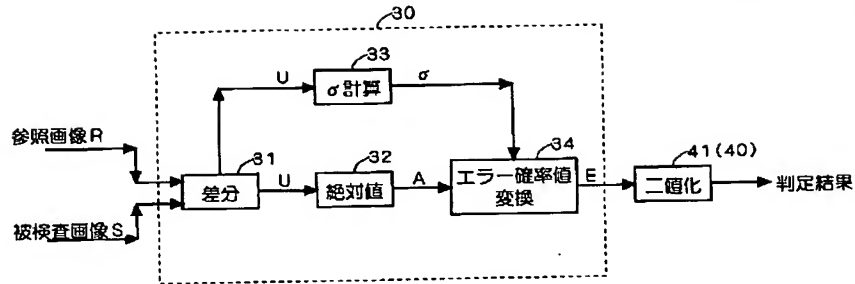 30
33
U
σ計算
σ
参照画像R
31
差分
U
32
絶対値
A
34
エラー確率値
変換
E
41(40)
二値化
判定結果
被検査画像S